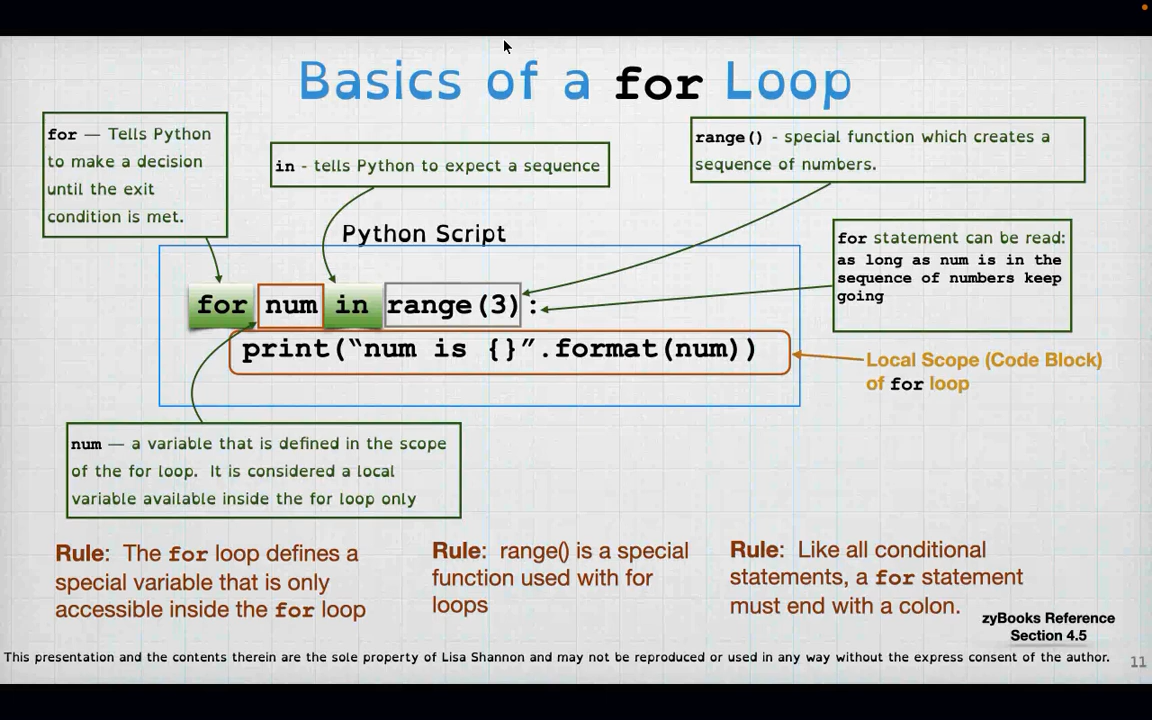 Basics of a for Loop
for — Tells Python
to make a decision
until the exit
condition is met.
in - tells Python to expect a sequence
range() - special function which creates a
sequence of numbers.
Python Script
for statement can be read:
as long as num is in the
sequence of numbers keep
going
for num in range(3):
print(“num is {}”.format(num))
Local Scope (Code Block)
of for loop
num — a variable that is defined in the scope
of the for loop.  It is considered a local
variable available inside the for loop only
Rule:  The for loop defines a
special variable that is only
accessible inside the for loop
Rule:  range() is a special
function used with for
loops
Rule:  Like all conditional
statements, a for statement
must end with a colon.
zyBooks Reference
Section 4.5
This presentation and the contents therein are the sole property of Lisa Shannon and may not be reproduced or used in any way without the express consent of the author.
11